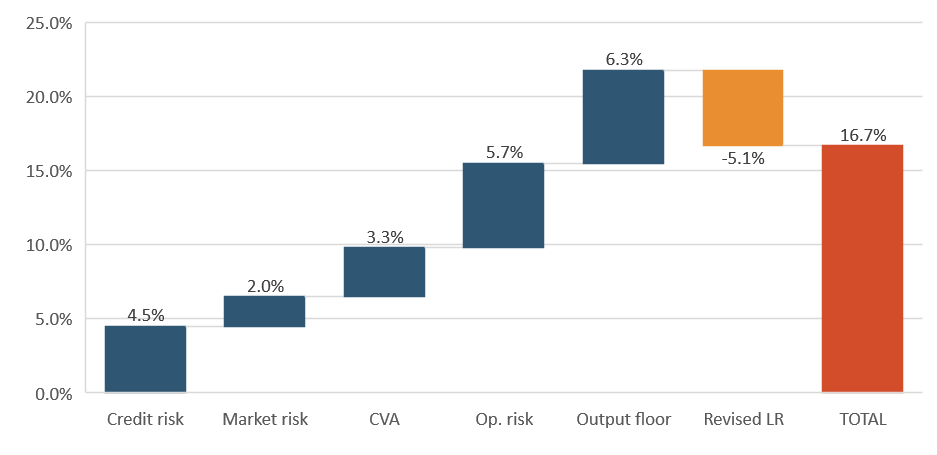 25.0%
20.0%
15.0%
10.0%
5.0%
0.0%
4.5%
2.0%
3.3%
5.7%
6.3%
-5.1%
16.7%
Credit risk
Market risk
CVA
Op. risk
Output floor
Revised LR
TOTAL